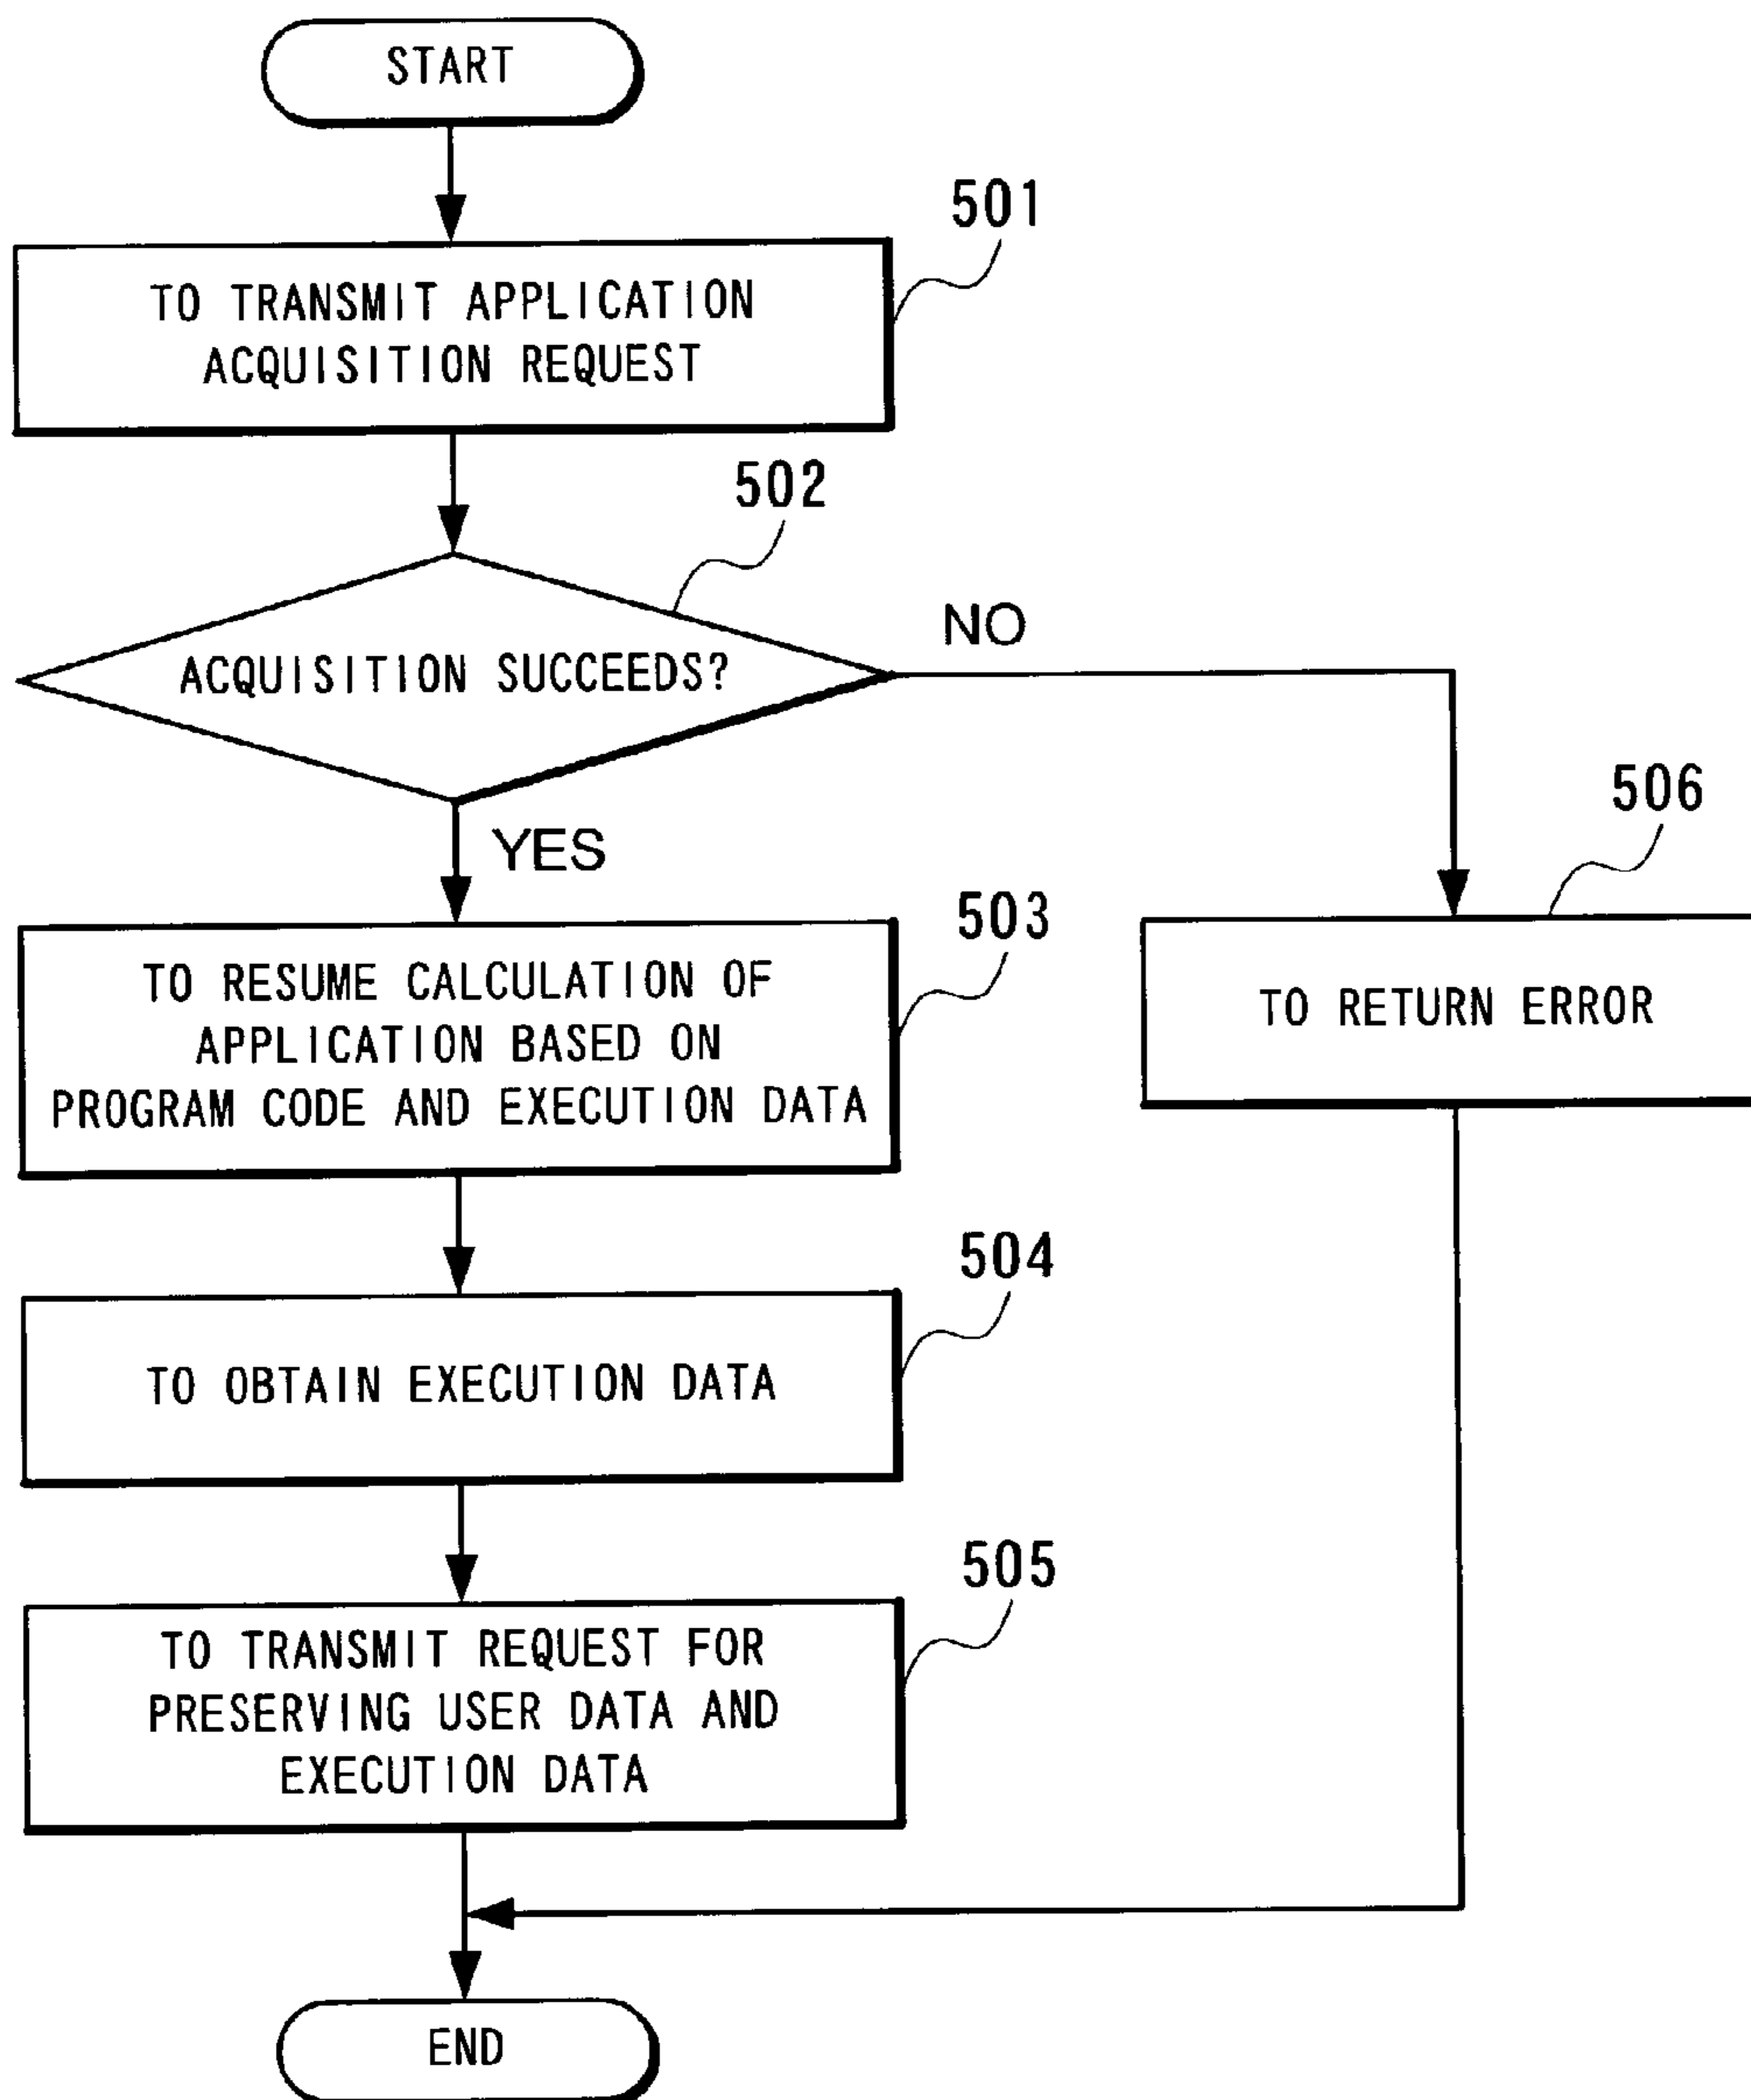 START
501
TO TRANSMIT APPLICATION
ACQUISITION REQUEST
502
ACQUISITION SUCCEEDS?
NO
YES
506
TO RETURN ERROR
503
TO RESUME CALCULATION OF
APPLICATION BASED ON
PROGRAM CODE AND EXECUTION DATA
504
TO OBTAIN EXECUTION DATA
505
TO TRANSMIT REQUEST FOR
PRESERVING USER DATA AND
EXECUTION DATA
END